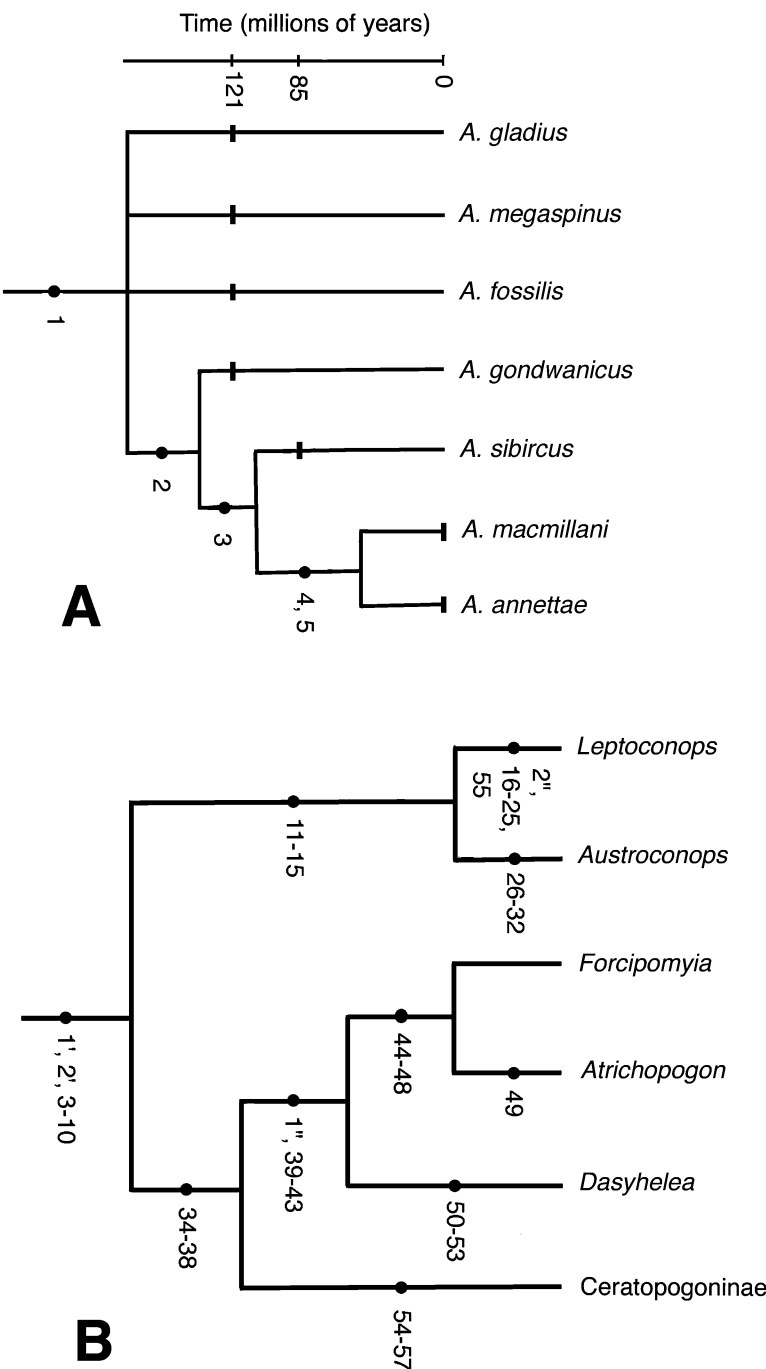 Time (millions of years)
121
85
0
A. gladius
A. megaspinus
A. fossilis
1
A. gondwanicus
A. sibircus
2
A. macmillani
3
A. annettae
4, 5
A
Leptoconops
2",
16-25,
55
11-15
Austroconops
26-32
Forcipomyia
1', 2', 3-10
44-48
Atrichopogon
49
1", 39-43
Dasyhelea
34-38
50-53
Ceratopogoninae
54-57
B